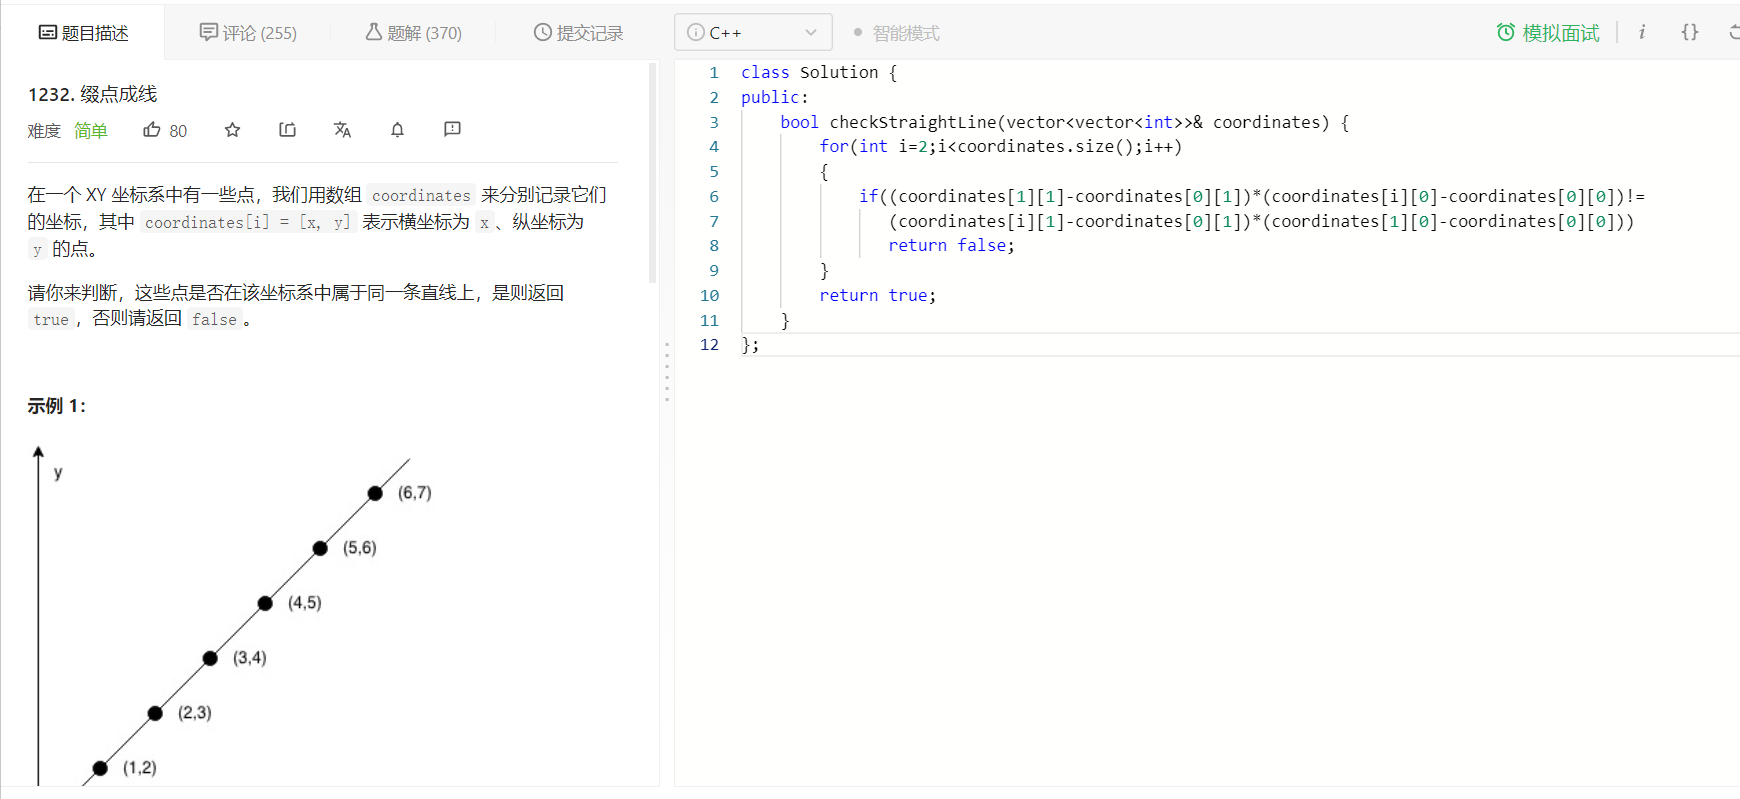 题目描述
评论 (255)
题解 (370)
提交记录
C++
智能模式
模拟面试
i
{}
1232. 缀点成线
难度 简单 80
在一个 XY 坐标系中有一些点，我们用数组 coordinates 来分别记录它们
的坐标，其中 coordinates[i] = [x, y] 表示横坐标为 x、纵坐标为
y 的点。
请你来判断，这些点是否在该坐标系中属于同一条直线上，是则返回
true，否则请返回 false。
示例 1：
y
(6,7)
(5,6)
(4,5)
(3,4)
(2,3)
(1,2)
1 class Solution {
2 public:
3 bool checkStraightLine(vector<vector<int>>& coordinates) {
4 for(int i=2;i<coordinates.size();i++)
5 {
6 if((coordinates[1][1]-coordinates[0][1])*(coordinates[i][0]-coordinates[0][0])!=
7 (coordinates[i][1]-coordinates[0][1])*(coordinates[1][0]-coordinates[0][0]))
8 return false;
9 }
10 return true;
11 }
12 };